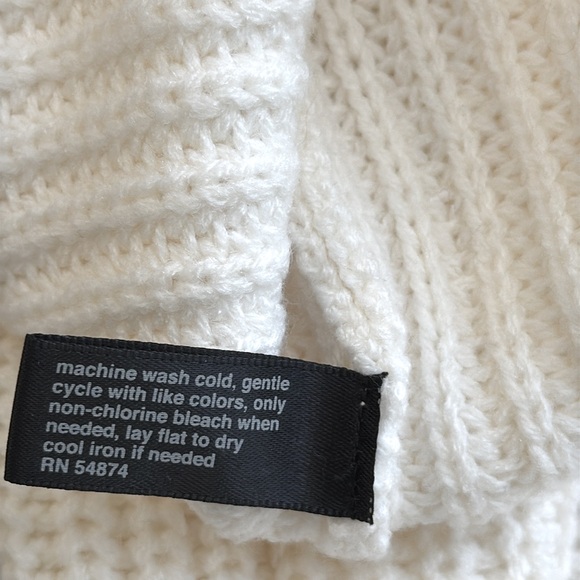 machine wash cold, gentle
cycle with like colors, only
non-chlorine bleach when
needed, lay flat to dry
cool iron if needed
RN 54874